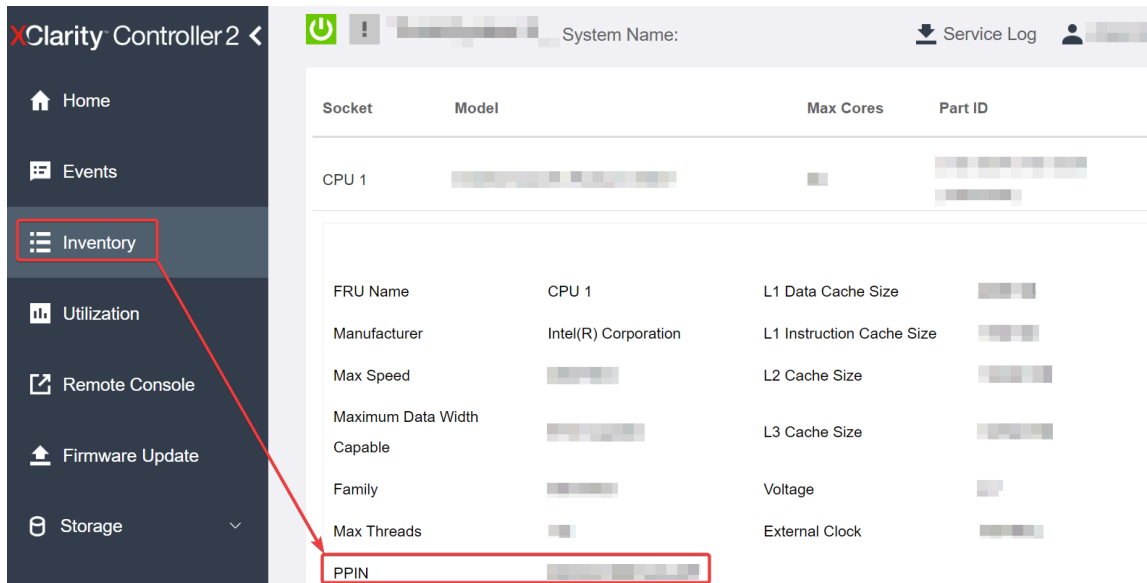 XClarity Controller 2
System Name:
Service Log
Home
Events
Inventory
Utilization
Remote Console
Firmware Update
Storage
Socket Model Max Cores Part ID
CPU 1
FRU Name CPU 1 L1 Data Cache Size
Manufacturer Intel(R) Corporation L1 Instruction Cache Size
Max Speed L2 Cache Size
Maximum Data Width
Capable
L3 Cache Size
Family Voltage
Max Threads External Clock
PPIN